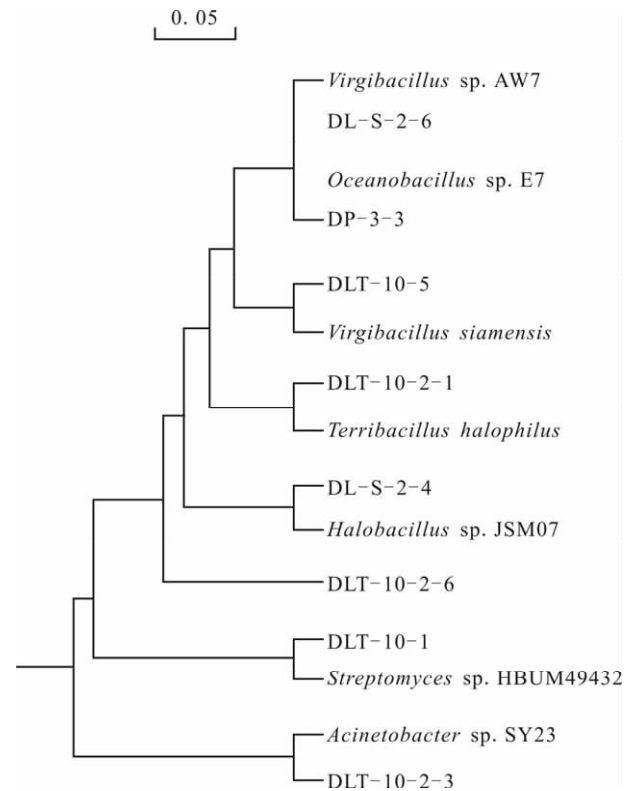 0. 05
Virgibacillus sp. AW7
DL-S-2-6
Oceanobacillus sp. E7
DP-3-3
DLT-10-5
Virgibacillus siamensis
DLT-10-2-1
Terribacillus halophilus
DL-S-2-4
Halobacillus sp. JSM07
DLT-10-2-6
DLT-10-1
Streptomyces sp. HBUM49432
Acinetobacter sp. SY23
DLT-10-2-3